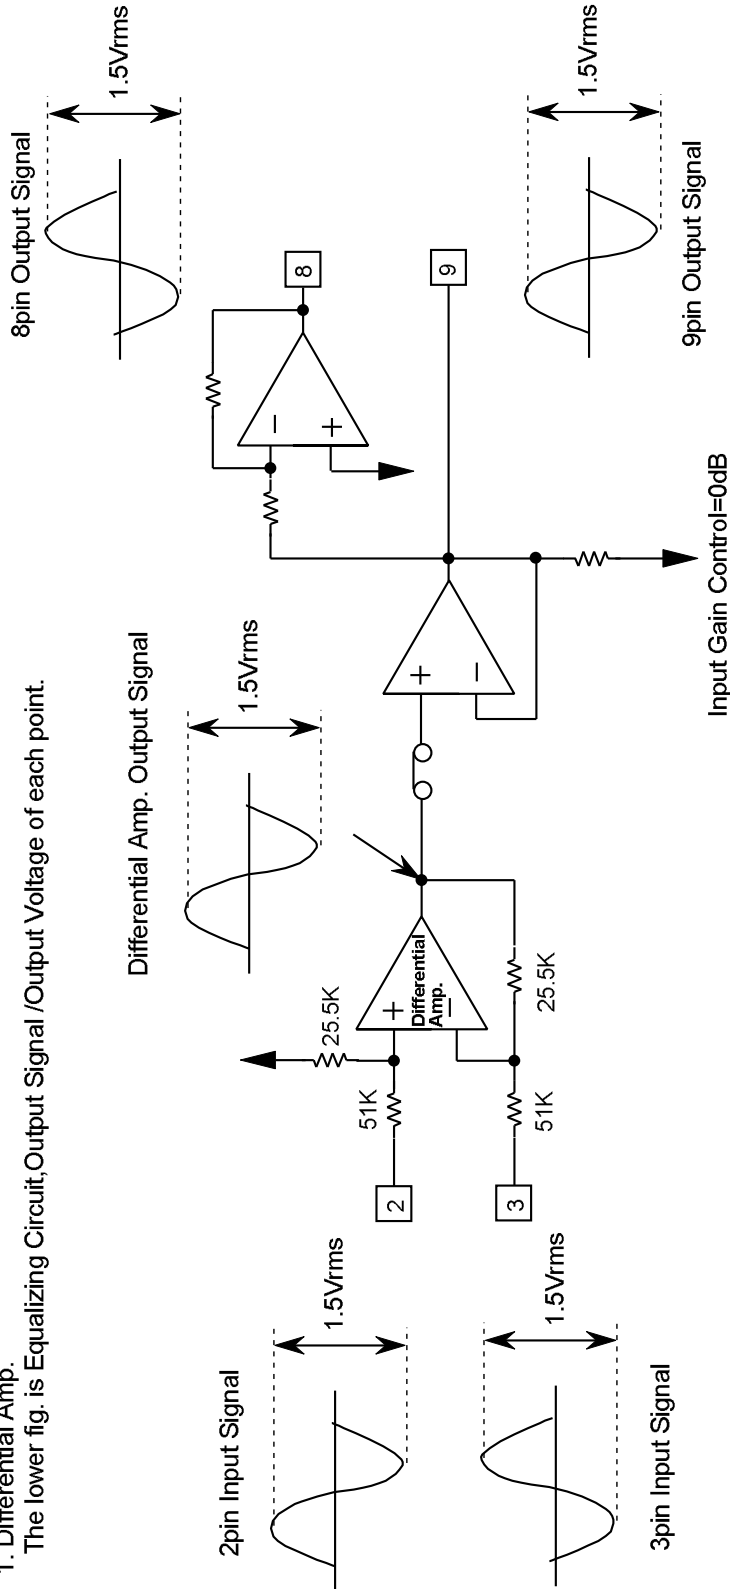 1. Differential Amp.
The lower fig. is Equalizing Circuit,Output Signal /Output Voltage of each point.
2pin Input Signal
1.5Vrms
3pin Input Signal
1.5Vrms
2
3
51K
51K
25.5K
25.5K
+
Differential
Amp.
−
Differential Amp. Output Signal
1.5Vrms
+
−
Input Gain Control=0dB
−
+
8
9
8pin Output Signal
1.5Vrms
9pin Output Signal
1.5Vrms